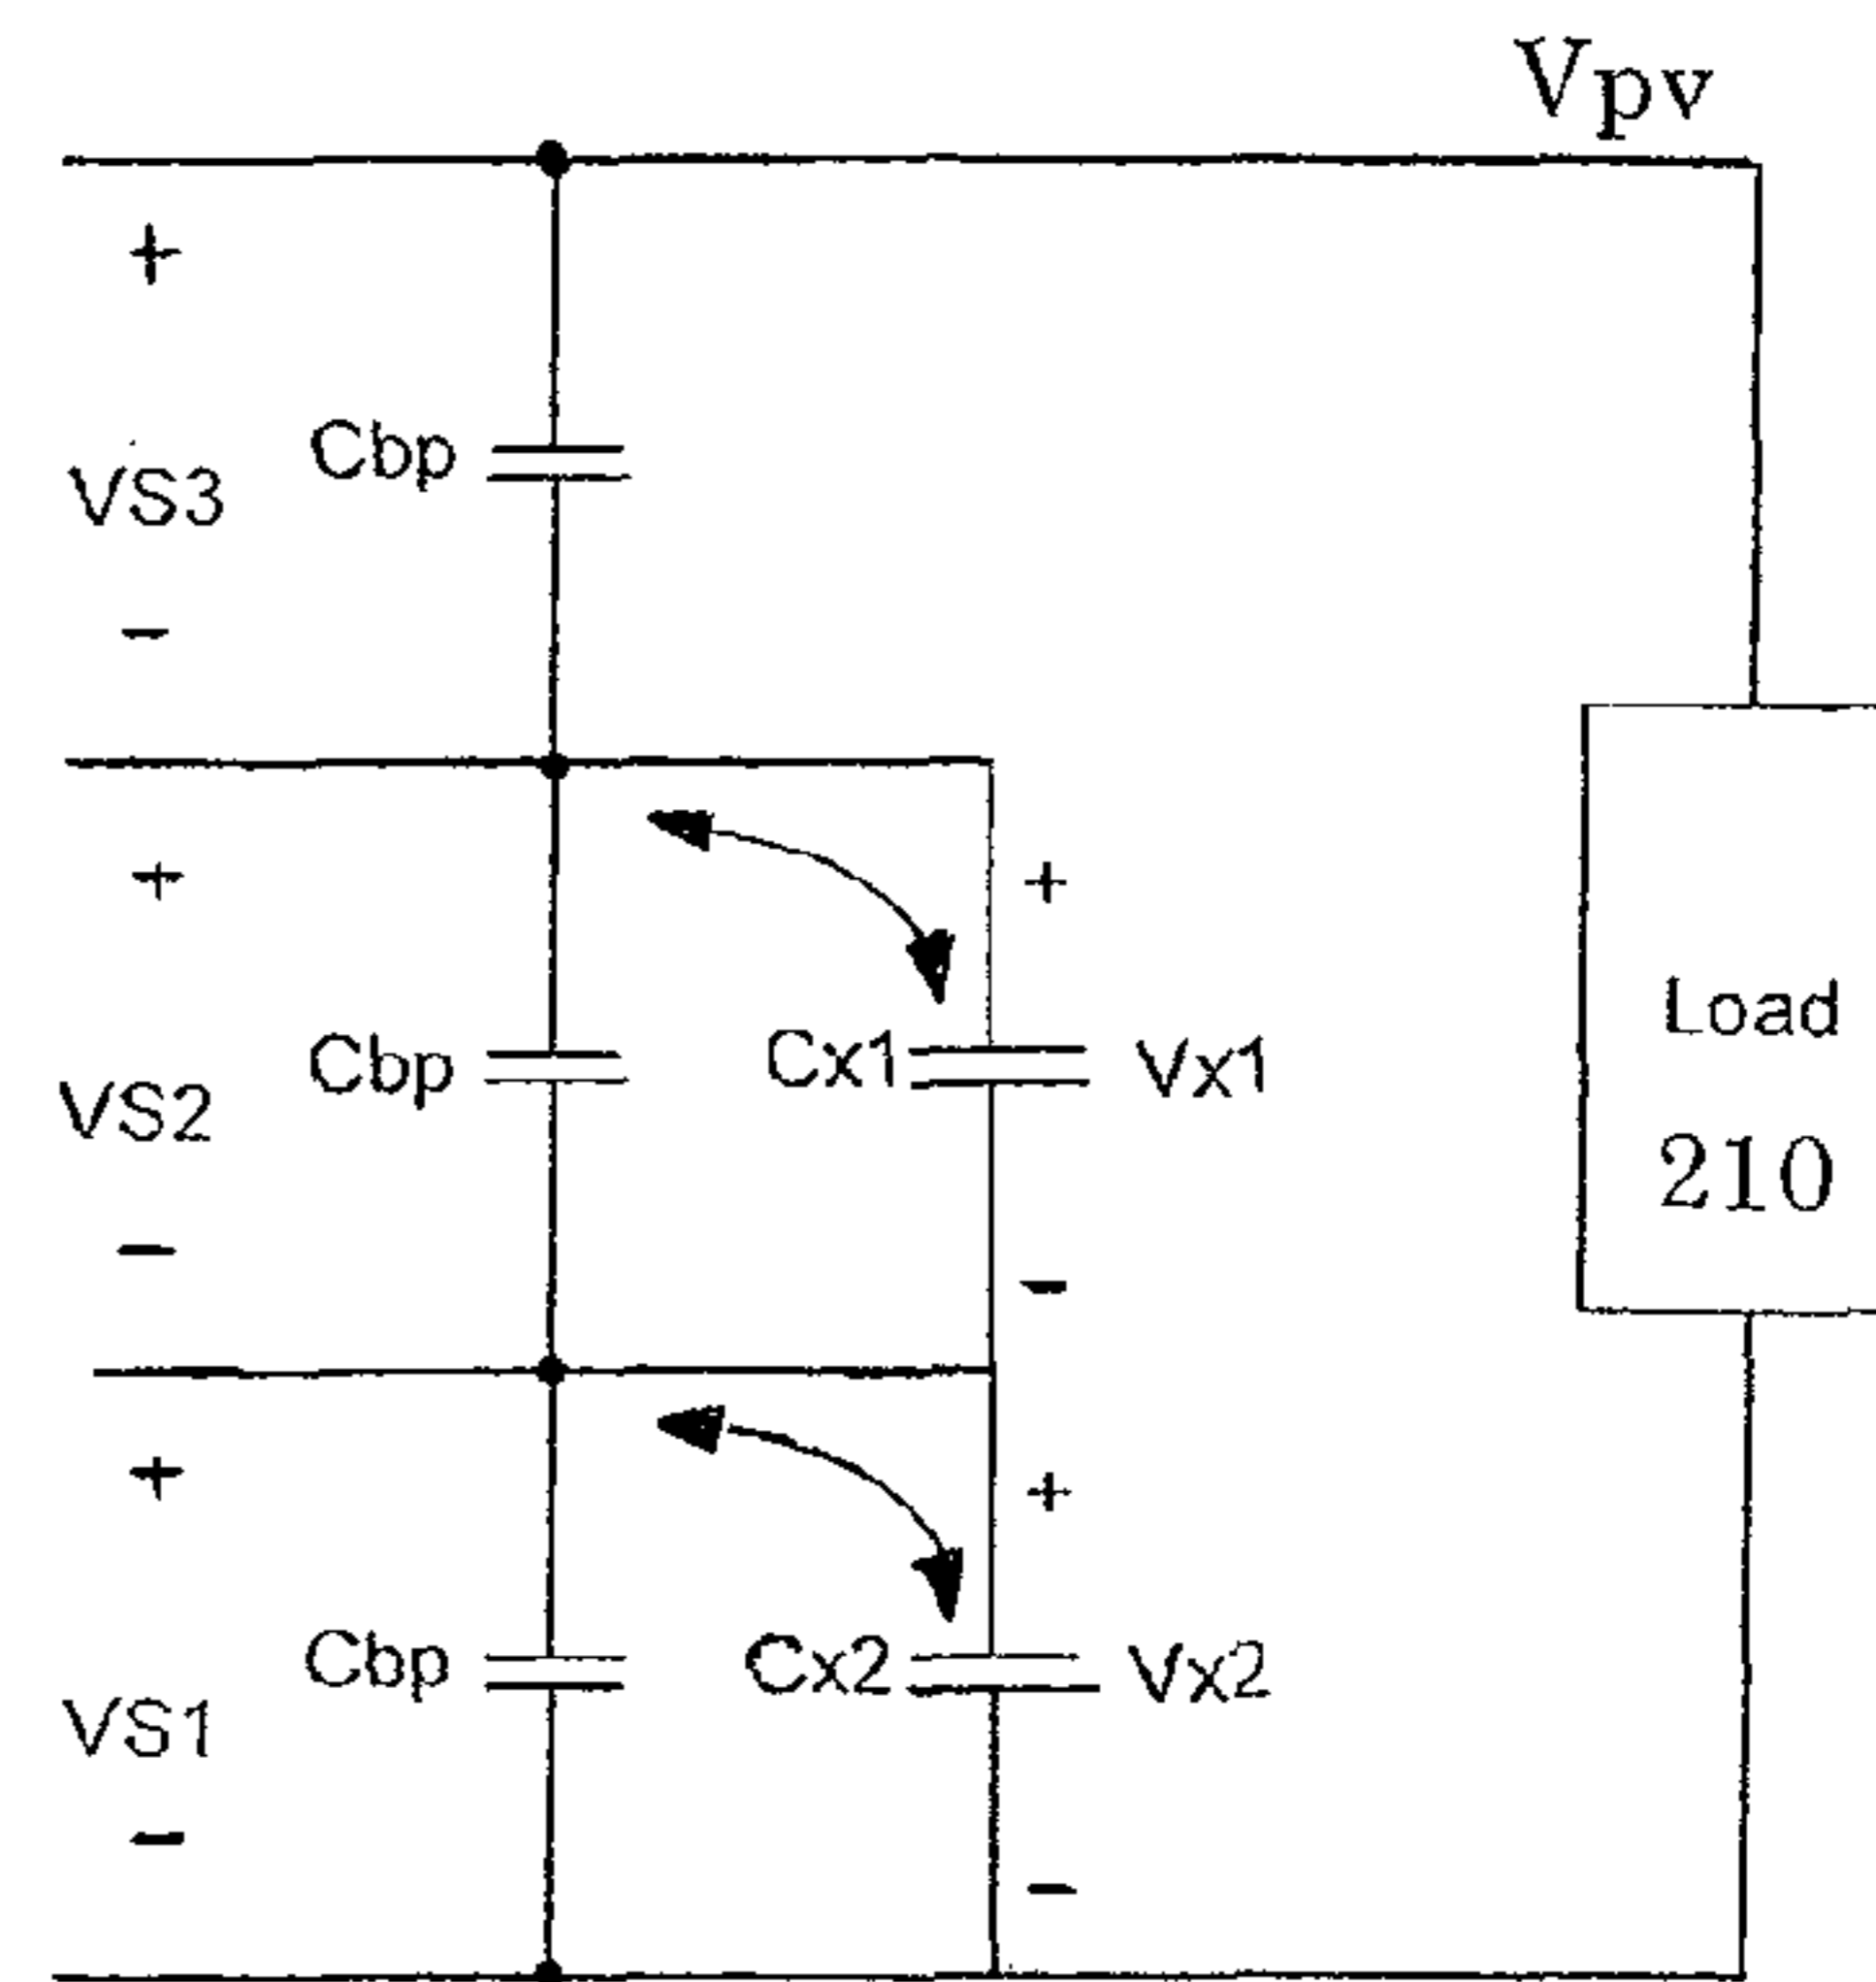 Vpv
+
Cbp
VS3
-
+
+
Load
Cbp
Cx1
Vx1
VS2
210
-
-
+
+
Cbp
Cx2
Vx2
VS1
-
-